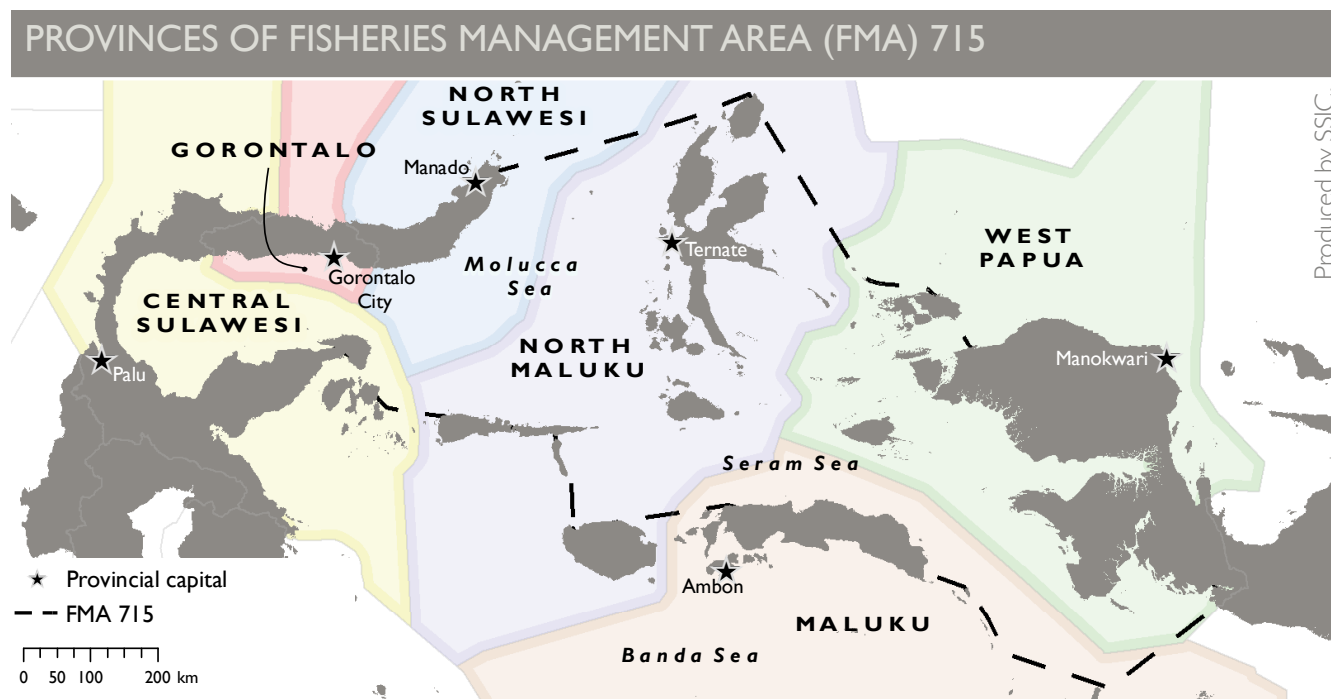 PROVINCES OF FISHERIES MANAGEMENT AREA (FMA) 715
Produced by SSIC.
NORTH
SULAWESI
GORONTALO
Manado
WEST
PAPUA
Ternate
Molucca
Sea
Gorontalo
City
CENTRAL
SULAWESI
NORTH
MALUKU
Manokwari
Palu
Seram Sea
Ambon
MALUKU
Banda Sea
Provincial capital
FMA 715
0 50 100 200 km